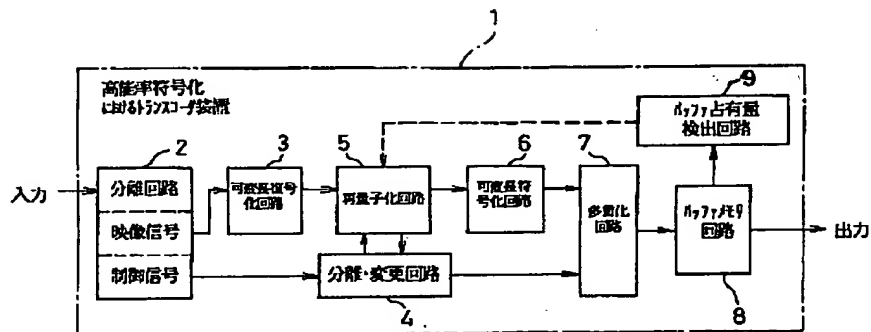 1
高能率符号化
におけるトランスコーダ装置
9
バッファ占有量
検出回路
2
3
5
6
7
入力
分離回路
映像信号
制御信号
可変長復号
化回路
再量子化回路
可変長符号
化回路
多重化
回路
バッファメモリ
回路
出力
分離・変更回路
4
8